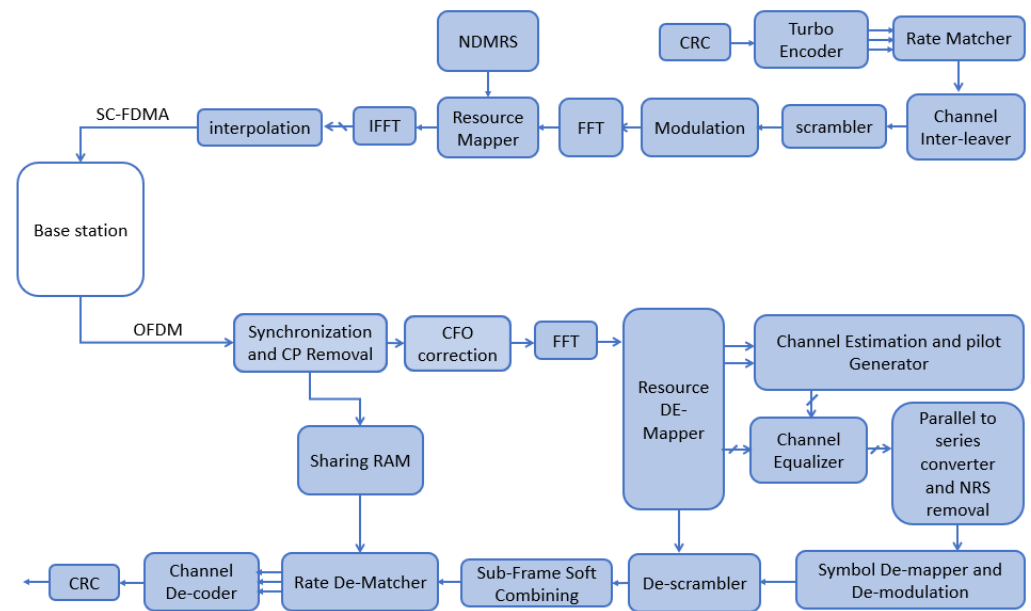 NDMRS
CRC
Turbo
Encoder
Rate Matcher
SC-FDMA
interpolation
IFFT
Resource
Mapper
FFT
Modulation
scrambler
Channel
Inter-leaver
Base station
OFDM
Synchronization
and CP Removal
CFO
correction
FFT
Resource
DE-
Mapper
Channel Estimation and pilot
Generator
Sharing RAM
Channel
Equalizer
Parallel to
series
converter
and NRS
removal
CRC
Channel
De-coder
Rate De-Matcher
Sub-Frame Soft
Combining
De-scrambler
Symbol De-mapper and
De-modulation